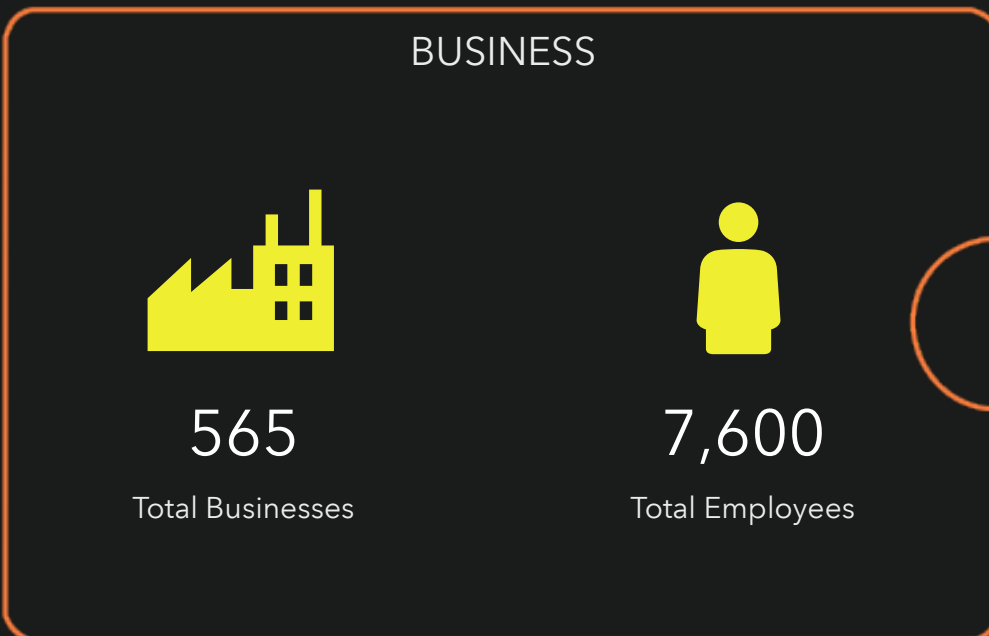 BUSINESS
565
7,600
Total Businesses
Total Employees